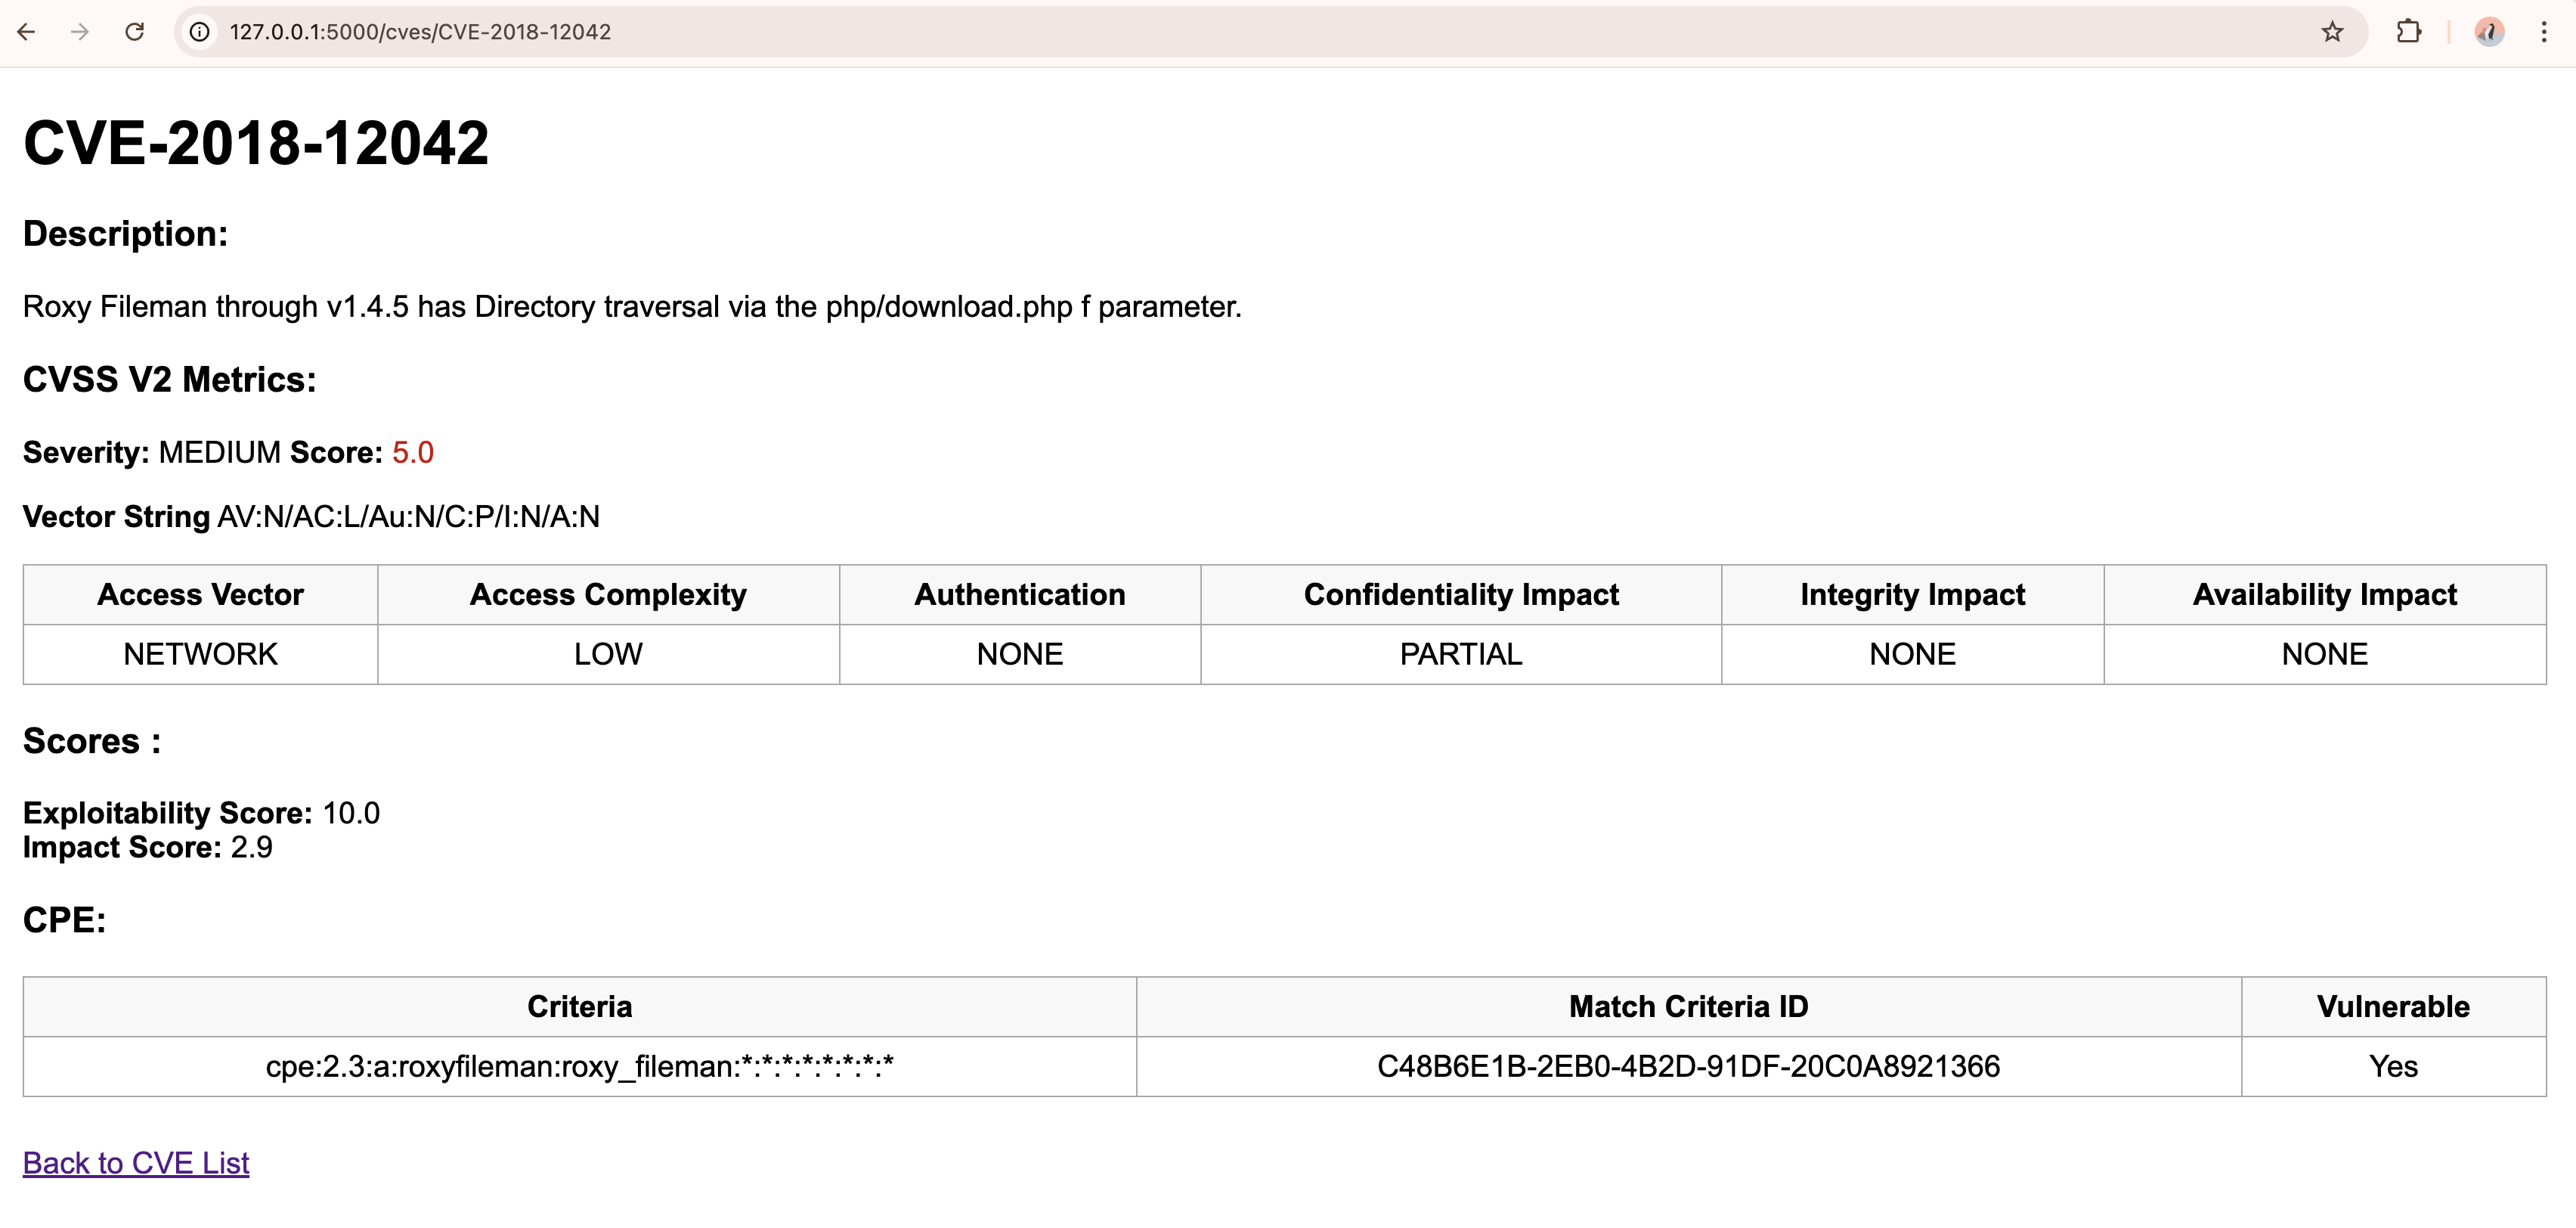 127.0.0.1:5000/cves/CVE-2018-12042
CVE-2018-12042
Description:
Roxy Fileman through v1.4.5 has Directory traversal via the php/download.php f parameter.
CVSS V2 Metrics:
Severity: MEDIUM Score: 5.0
Vector String AV:N/AC:L/Au:N/C:P/I:N/A:N
Access Vector Access Complexity Authentication Confidentiality Impact Integrity Impact Availability Impact
NETWORK LOW NONE PARTIAL NONE NONE
Scores :
Exploitability Score: 10.0
Impact Score: 2.9
CPE:
Criteria Match Criteria ID Vulnerable
cpe:2.3:a:roxyfileman:roxy_fileman:*:*:*:*:*:*:*:* C48B6E1B-2EB0-4B2D-91DF-20C0A8921366 Yes
Back to CVE List